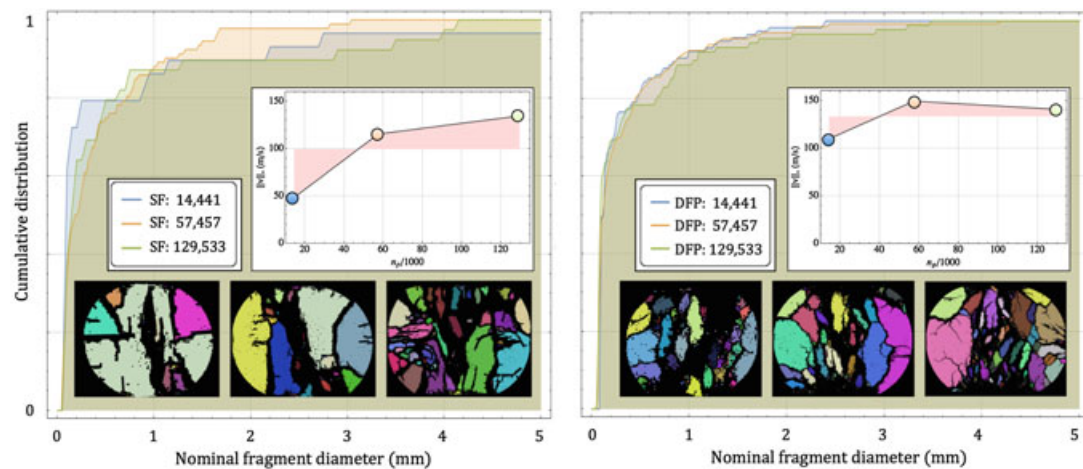 1
Cumulative distribution
0
0 1 2 3 4 5
Nominal fragment diameter (mm)
SF: 14,441
SF: 57,457
SF: 129,533
150
100
50
0
20 40 60 80 100 120
||v||, (m/s)
nₚ/1000
0 1 2 3 4 5
Nominal fragment diameter (mm)
DFP: 14,441
DFP: 57,457
DFP: 129,533
150
100
50
0
20 40 60 80 100 120
||v||, (m/s)
nₚ/1000